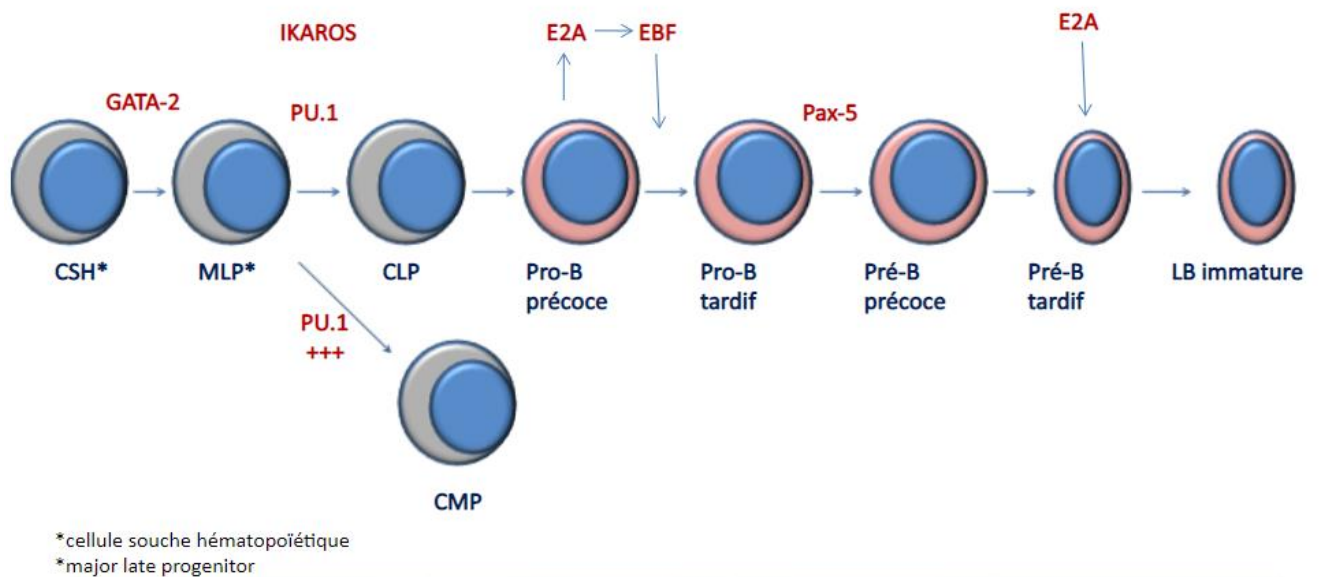 IKAROS
E2A
EBF
E2A
GATA-2
PU.1
Pax-5
CSH*
MLP*
CLP
Pro-B
précoce
Pro-B
tardif
Pré-B
précoce
Pré-B
tardif
LB immature
PU.1
+++
CMP
*cellule souche hématopoïétique
*major late progenitor